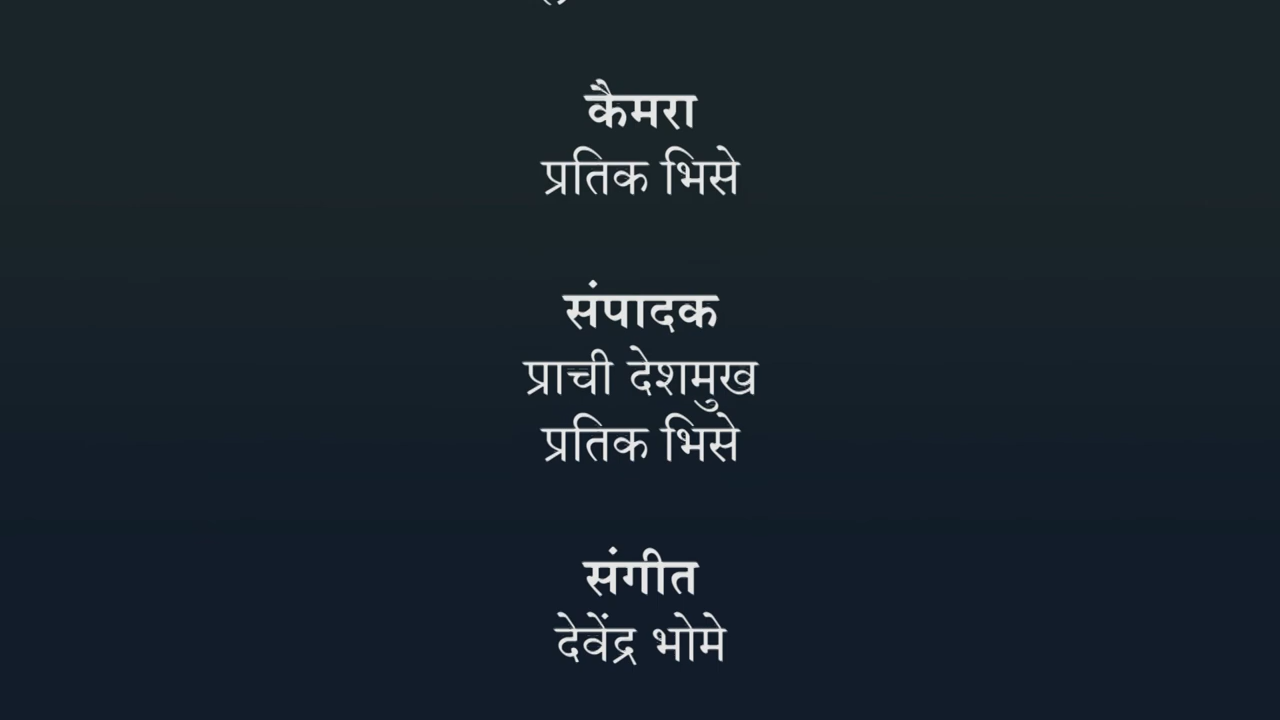 कैमरा
प्रतिक भिसे
संपादक
प्राची देशमुख
प्रतिक भिसे
संगीत
देवेंद्र भोमे